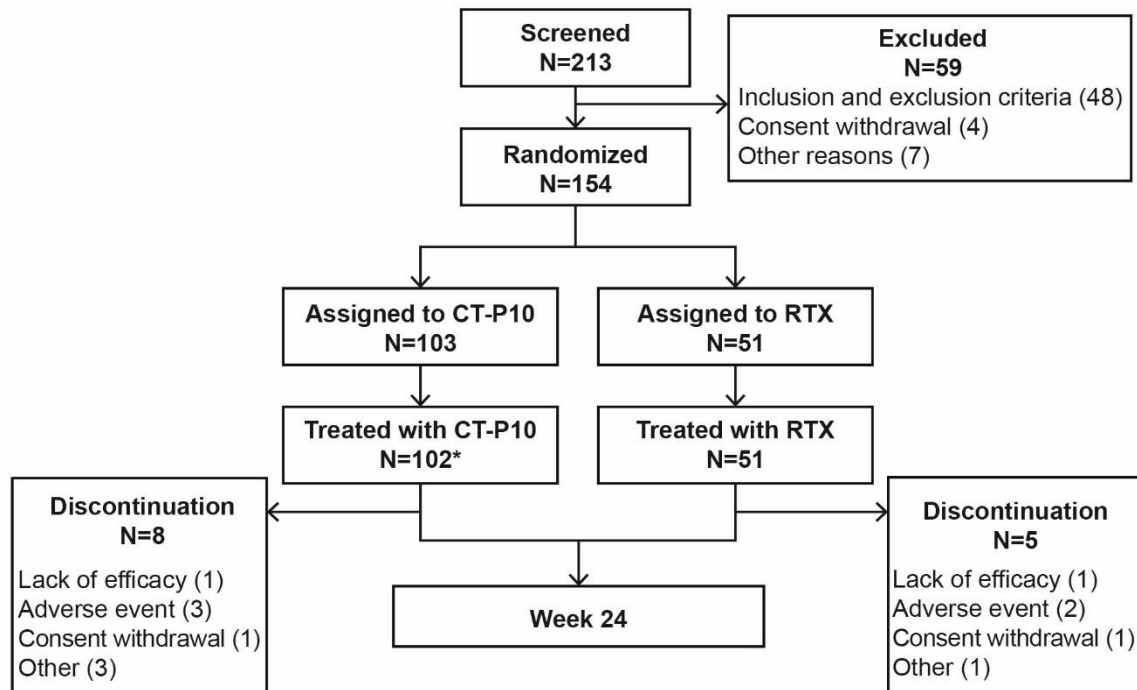 Screened
N=213
Excluded
N=59
Inclusion and exclusion criteria (48)
Consent withdrawal (4)
Other reasons (7)
Randomized
N=154
Assigned to CT-P10
N=103
Assigned to RTX
N=51
Treated with CT-P10
N=102*
Treated with RTX
N=51
Discontinuation
N=8
Lack of efficacy (1)
Adverse event (3)
Consent withdrawal (1)
Other (3)
Week 24
Discontinuation
N=5
Lack of efficacy (1)
Adverse event (2)
Consent withdrawal (1)
Other (1)